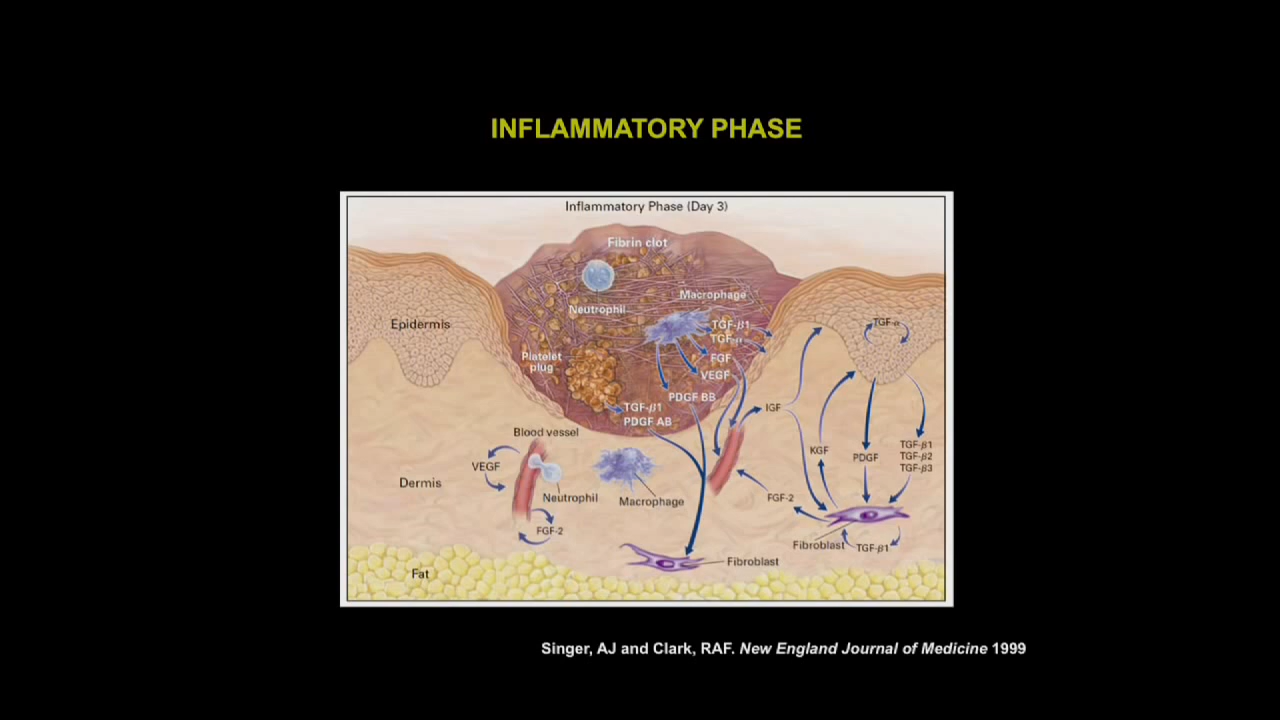 INFLAMMATORY PHASE
Inflammatory Phase (Day 3)
Fibrin clot
Neutrophil
Macrophage
Epidermis
TGF-β1
TGF-α
FGF
VEGF
PDGF BB
Platelet
plug
TGF-β1
PDGF AB
TGF-α
IGF
Blood vessel
VEGF
Neutrophil
FGF-2
Dermis
Macrophage
KGF
PDGF
TGF-β1
TGF-β2
TGF-β3
FGF-2
Fibroblast
TGF-β1
Fibroblast
Fat
Singer, AJ and Clark, RAF. New England Journal of Medicine 1999